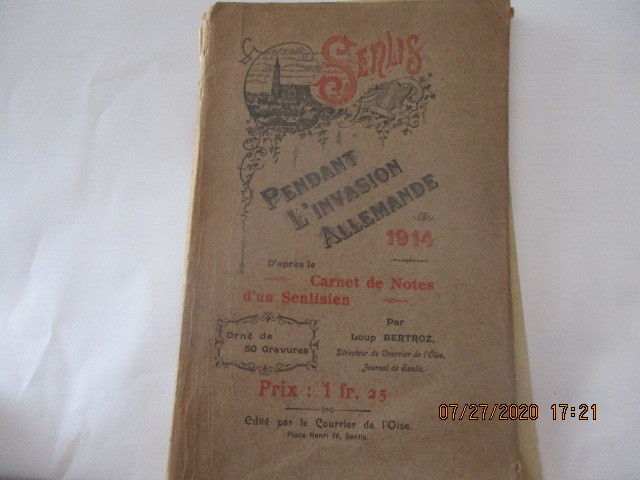 SENLIS
PENDANT
L'INVASION
ALLEMANDE
1914
D'après le
Carnet de Notes
d'un Senlisien
Orné de
50 Gravures
Par
Loup BERTROZ,
Directeur du Courrier de l'Oise,
Journal de Senlis.
Prix : 1 fr. 25
Edité par le Courrier de l'Oise.
Place Henri IV, Senlis.
07/27/2020 17:21